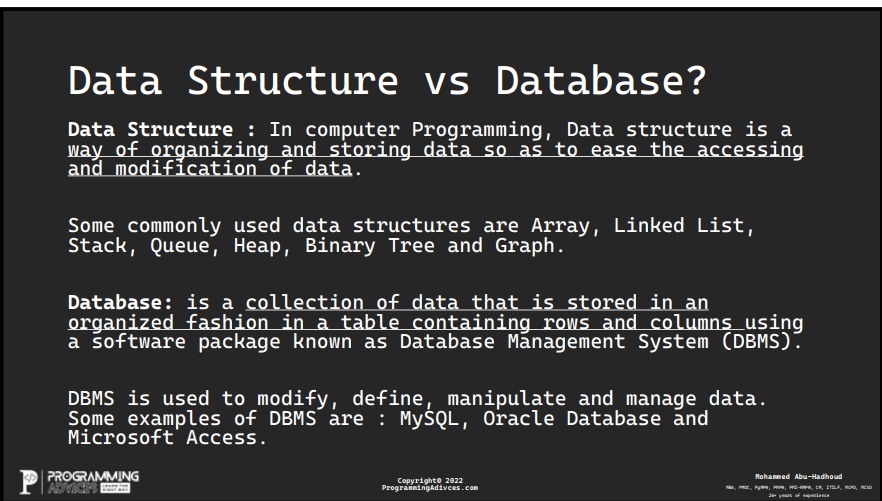 Data Structure vs Database?
Data Structure : In computer Programming, Data structure is a
way of organizing and storing data so as to ease the accessing
and modification of data.
Some commonly used data structures are Array, Linked List,
Stack, Queue, Heap, Binary Tree and Graph.
Database: is a collection of data that is stored in an
organized fashion in a table containing rows and columns using
a software package known as Database Management System (DBMS).
DBMS is used to modify, define, manipulate and manage data.
Some examples of DBMS are : MySQL, Oracle Database and
Microsoft Access.
PROGRAMMING
ADVICES
Copyright© 2022
ProgrammingAdivces.com
Mohammed Abu-Hadhoud
26+ years of experience